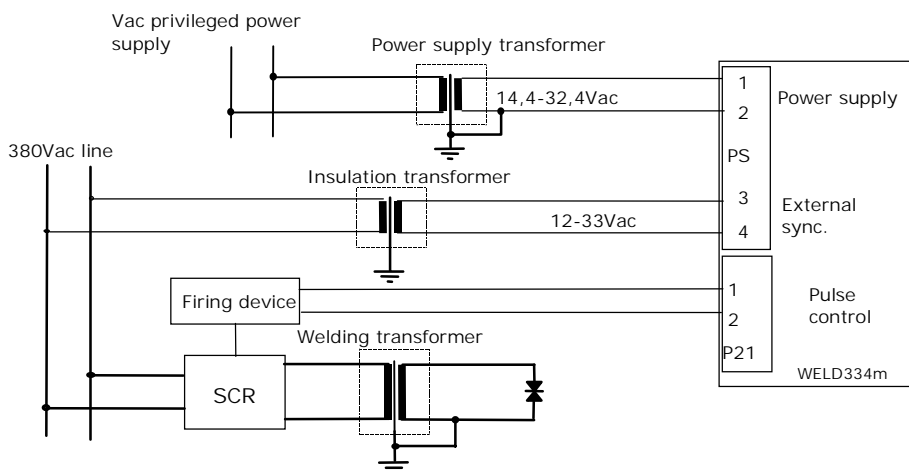 Vac privileged power
supply
Power supply transformer
1
14,4-32,4Vac
Power supply
2
380Vac line
PS
Insulation transformer
3
External
sync.
12-33Vac
4
Firing device
1
Pulse
control
2
Welding transformer
P21
WELD334m
SCR